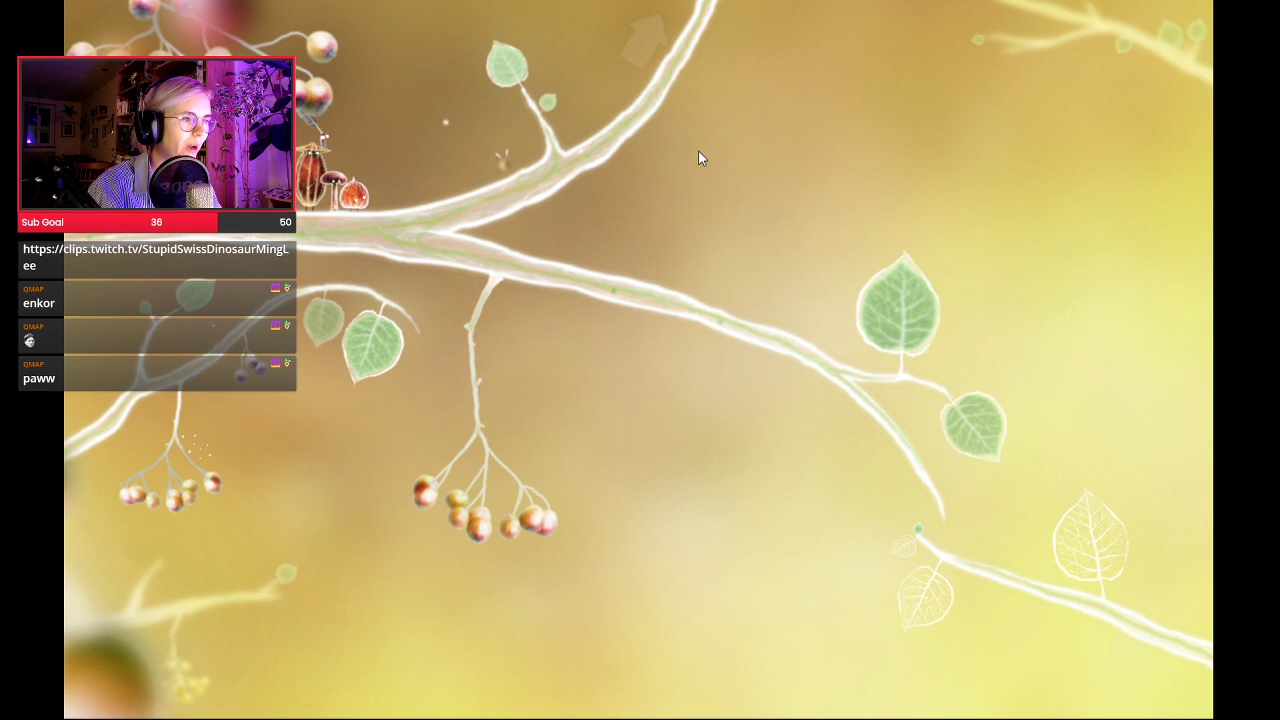 Sub Goal 36 50
https://clips.twitch.tv/StupidSwissDinosaurMingL
ee
QMAP
enkor
QMAP
QMAP
paww